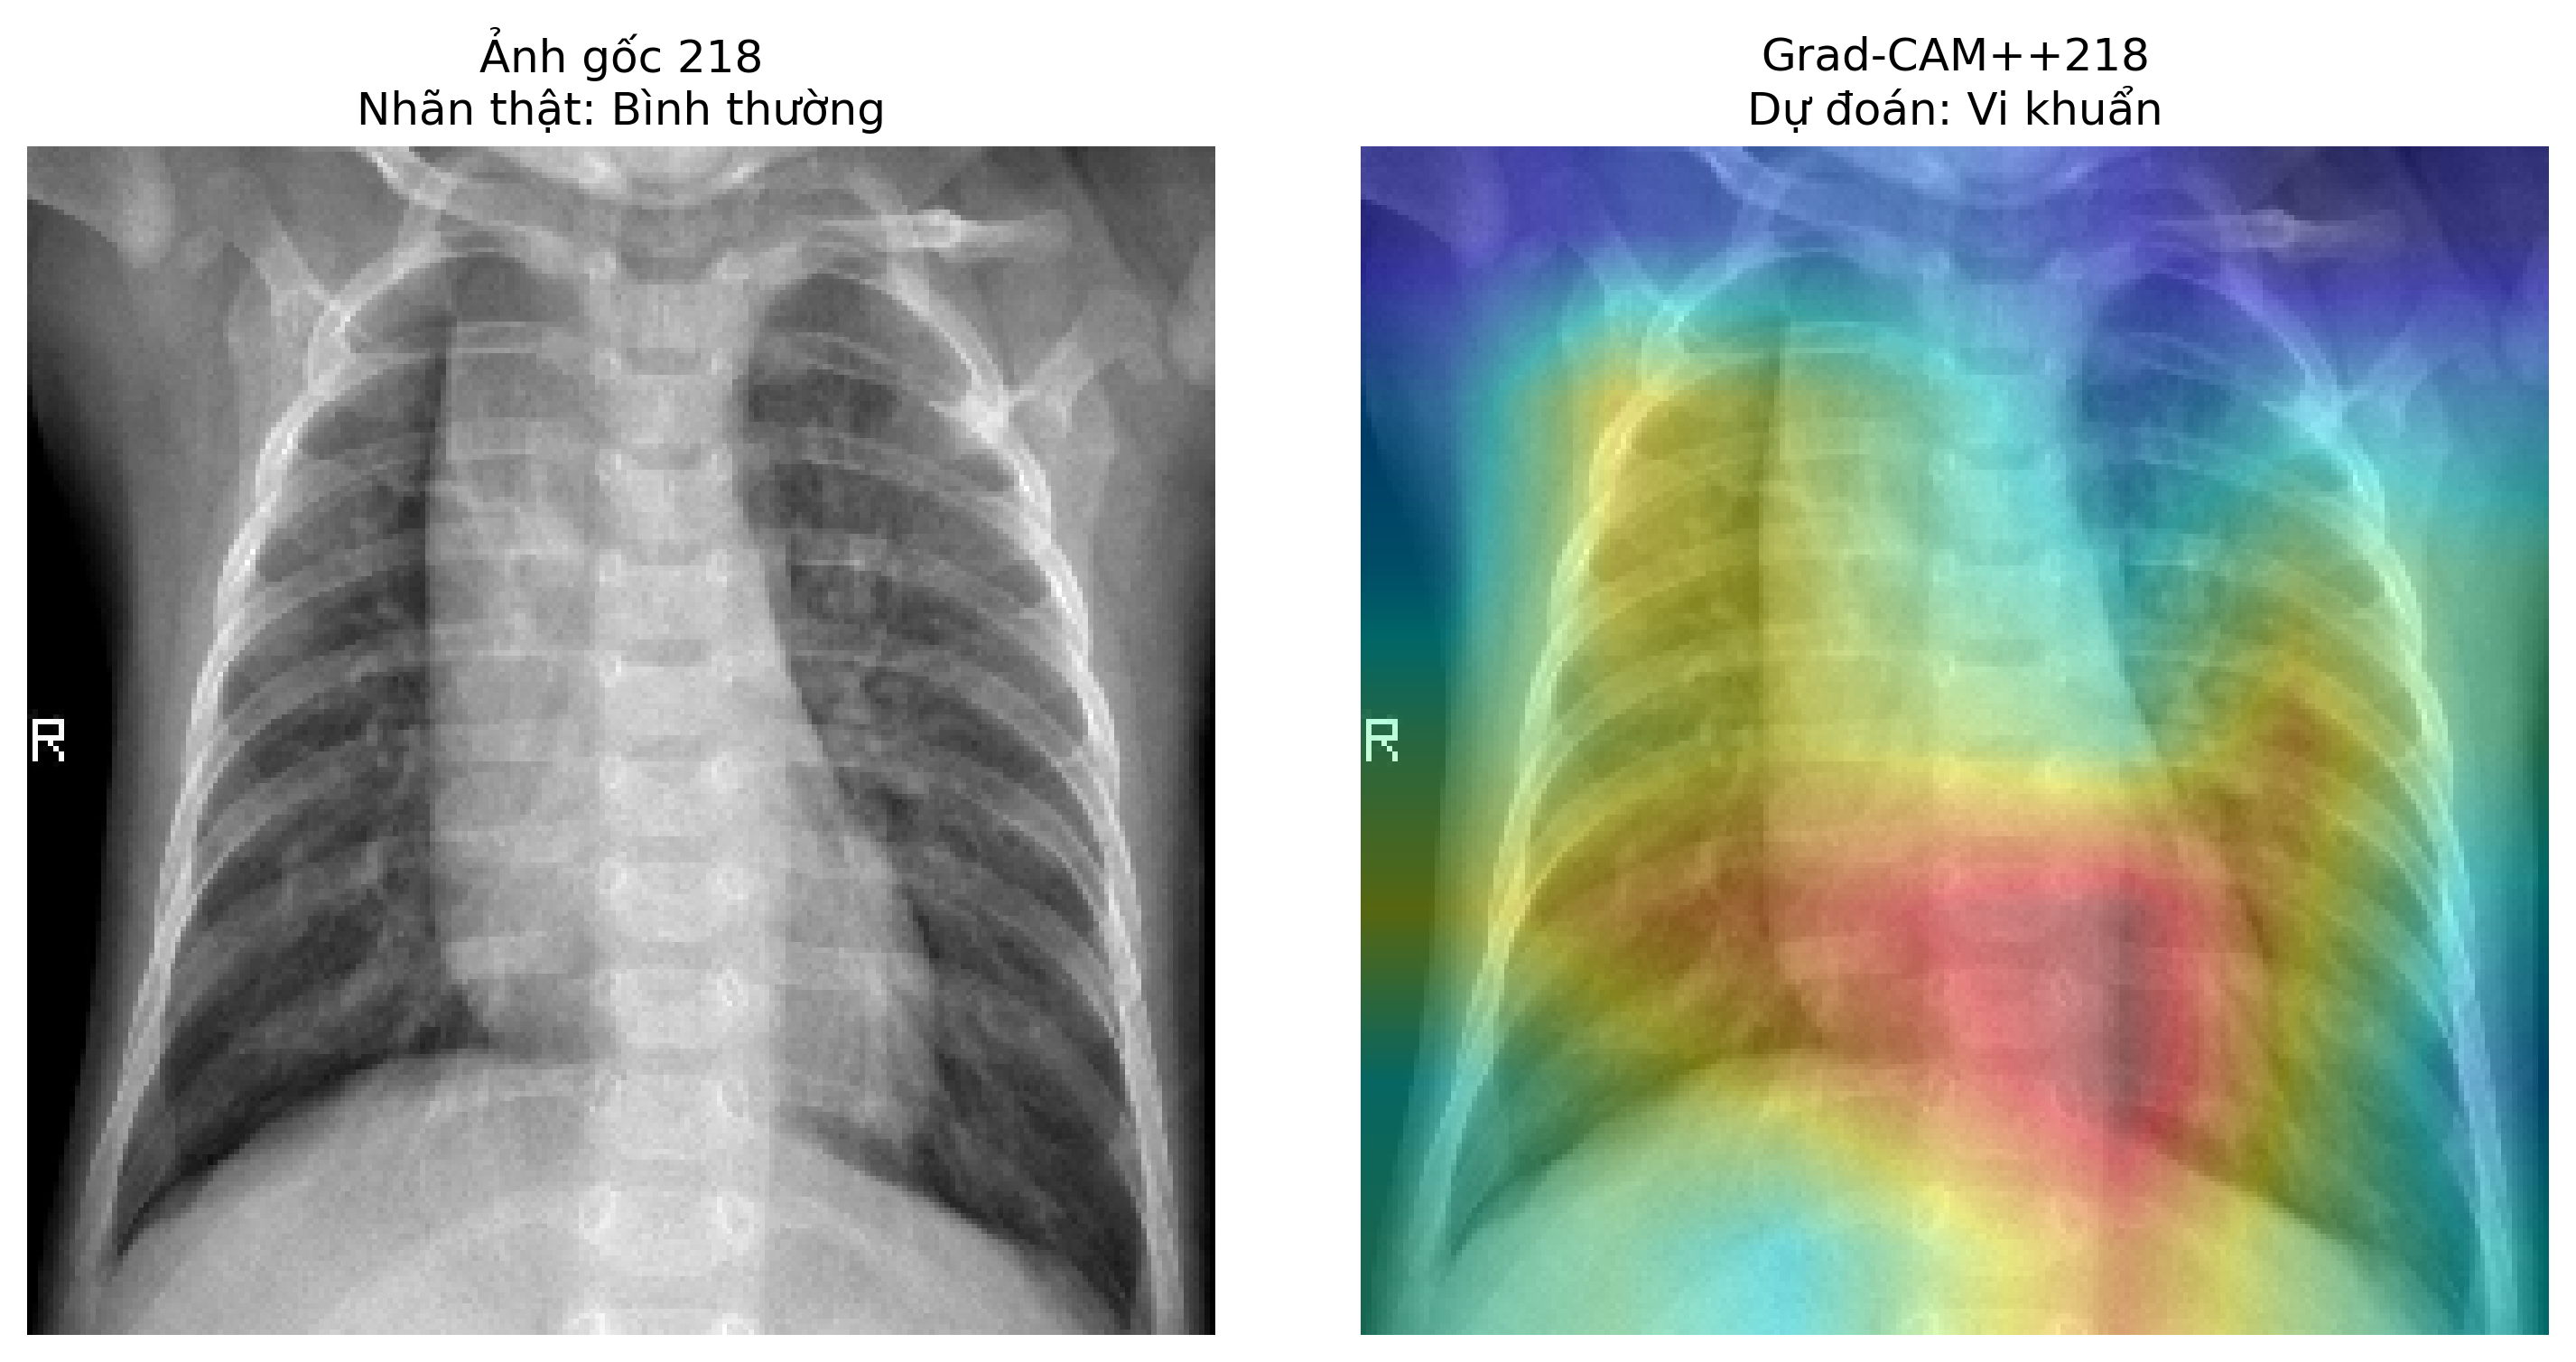 Ảnh gốc 218
Nhãn thật: Bình thường
Grad-CAM++218
Dự đoán: Vi khuẩn
R
R